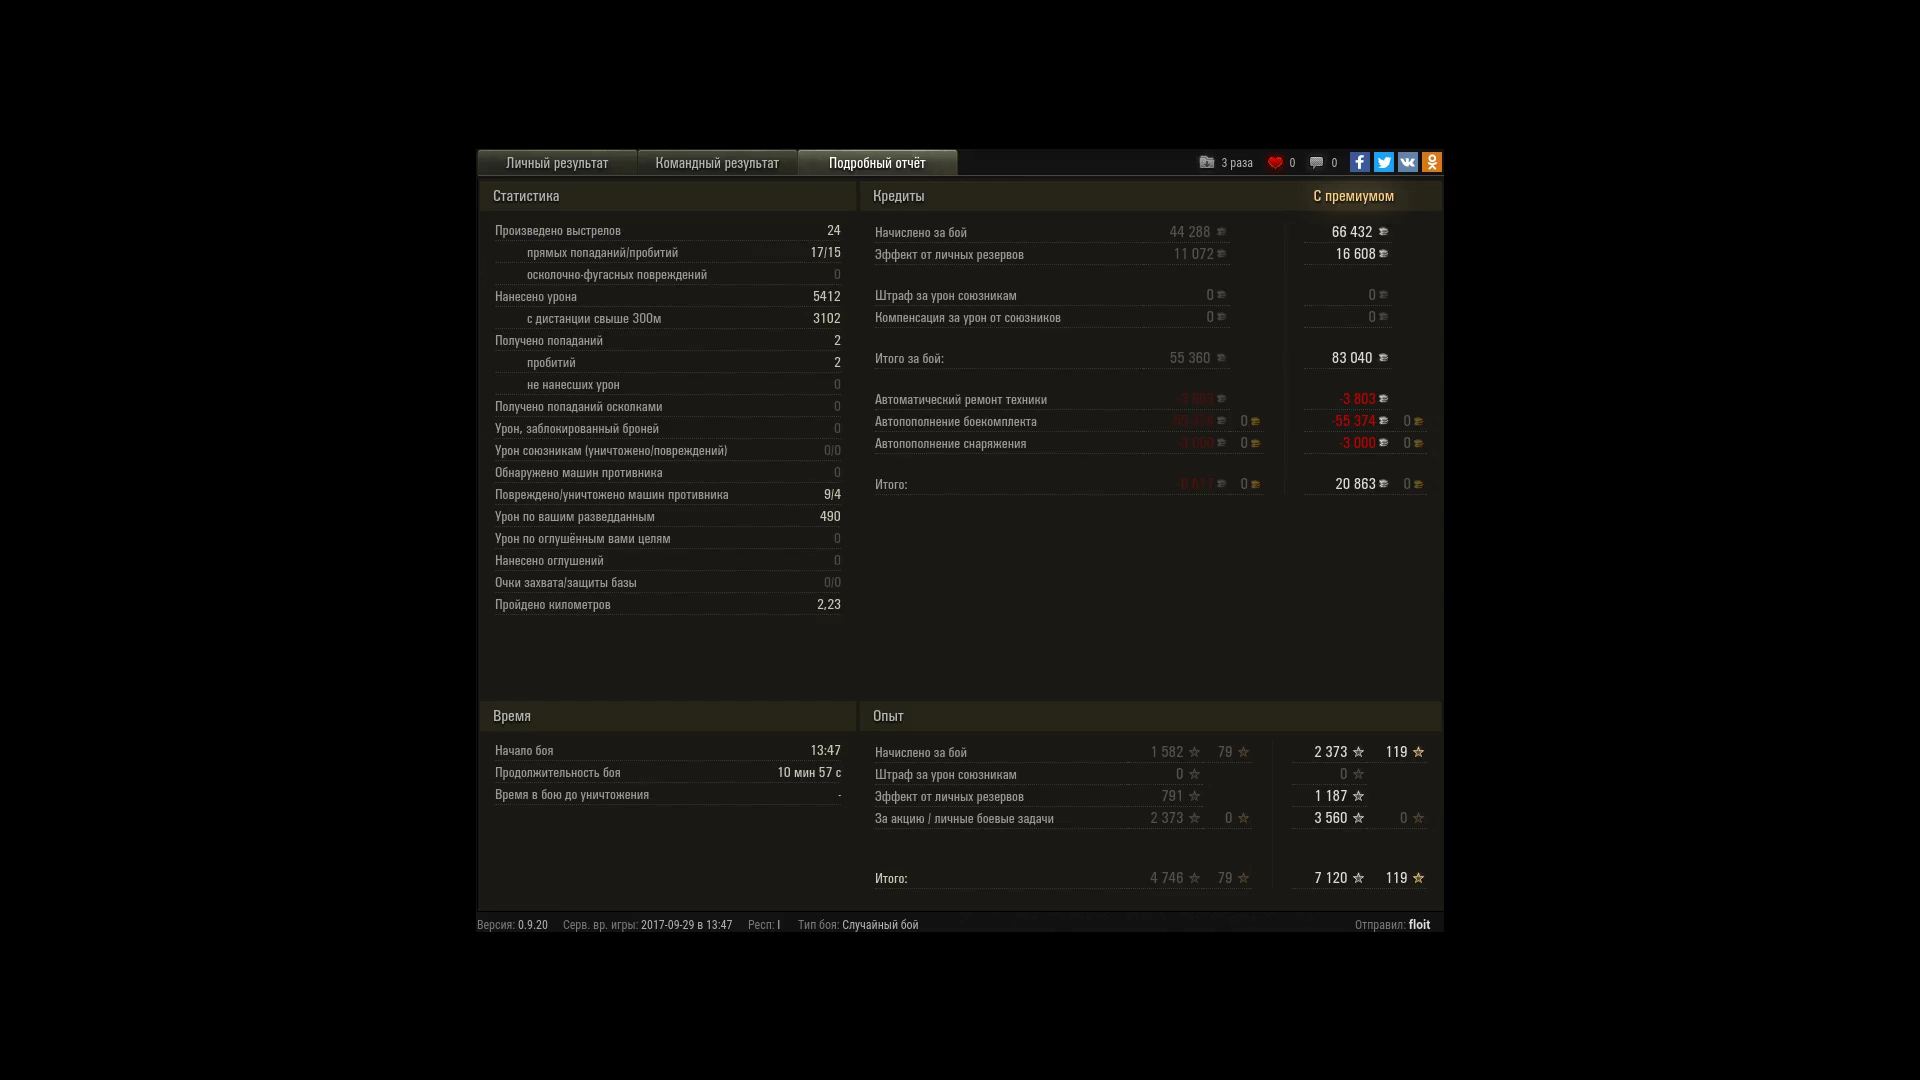 Личный результат Командный результат Подробный отчёт 3 раза 0 0
Статистика
Произведено выстрелов 24
прямых попаданий/пробитий 17/15
осколочно-фугасных повреждений 0
Нанесено урона 5412
с дистанции свыше 300м 3102
Получено попаданий 2
пробитий 2
не нанесших урон 0
Получено попаданий осколками 0
Урон, заблокированный броней 0
Урон союзникам (уничтожено/повреждений) 0/0
Обнаружено машин противника 0
Повреждено/уничтожено машин противника 9/4
Урон по вашим разведданным 490
Урон по оглушённым вами целям 0
Нанесено оглушений 0
Очки захвата/защиты базы 0/0
Пройдено километров 2,23
Кредиты С премиумом
Начислено за бой 44 288 66 432
Эффект от личных резервов 11 072 16 608
Штраф за урон союзникам 0 0
Компенсация за урон от союзников 0 0
Итого за бой: 55 360 83 040
Автоматический ремонт техники -3 803 -3 803
Автопополнение боекомплекта 0 -55 374 0
Автопополнение снаряжения -3 000 0 -3 000 0
Итого: 0 20 863 0
Время
Начало боя 13:47
Продолжительность боя 10 мин 57 с
Время в бою до уничтожения -
Опыт
Начислено за бой 1 582 79 2 373 119
Штраф за урон союзникам 0 0
Эффект от личных резервов 791 1 187
За акцию / личные боевые задачи 2 373 0 3 560 0
Итого: 4 746 79 7 120 119
Версия: 0.9.20 Серв. вр. игры: 2017-09-29 в 13:47 Респ: I Тип боя: Случайный бой Отправил: floit